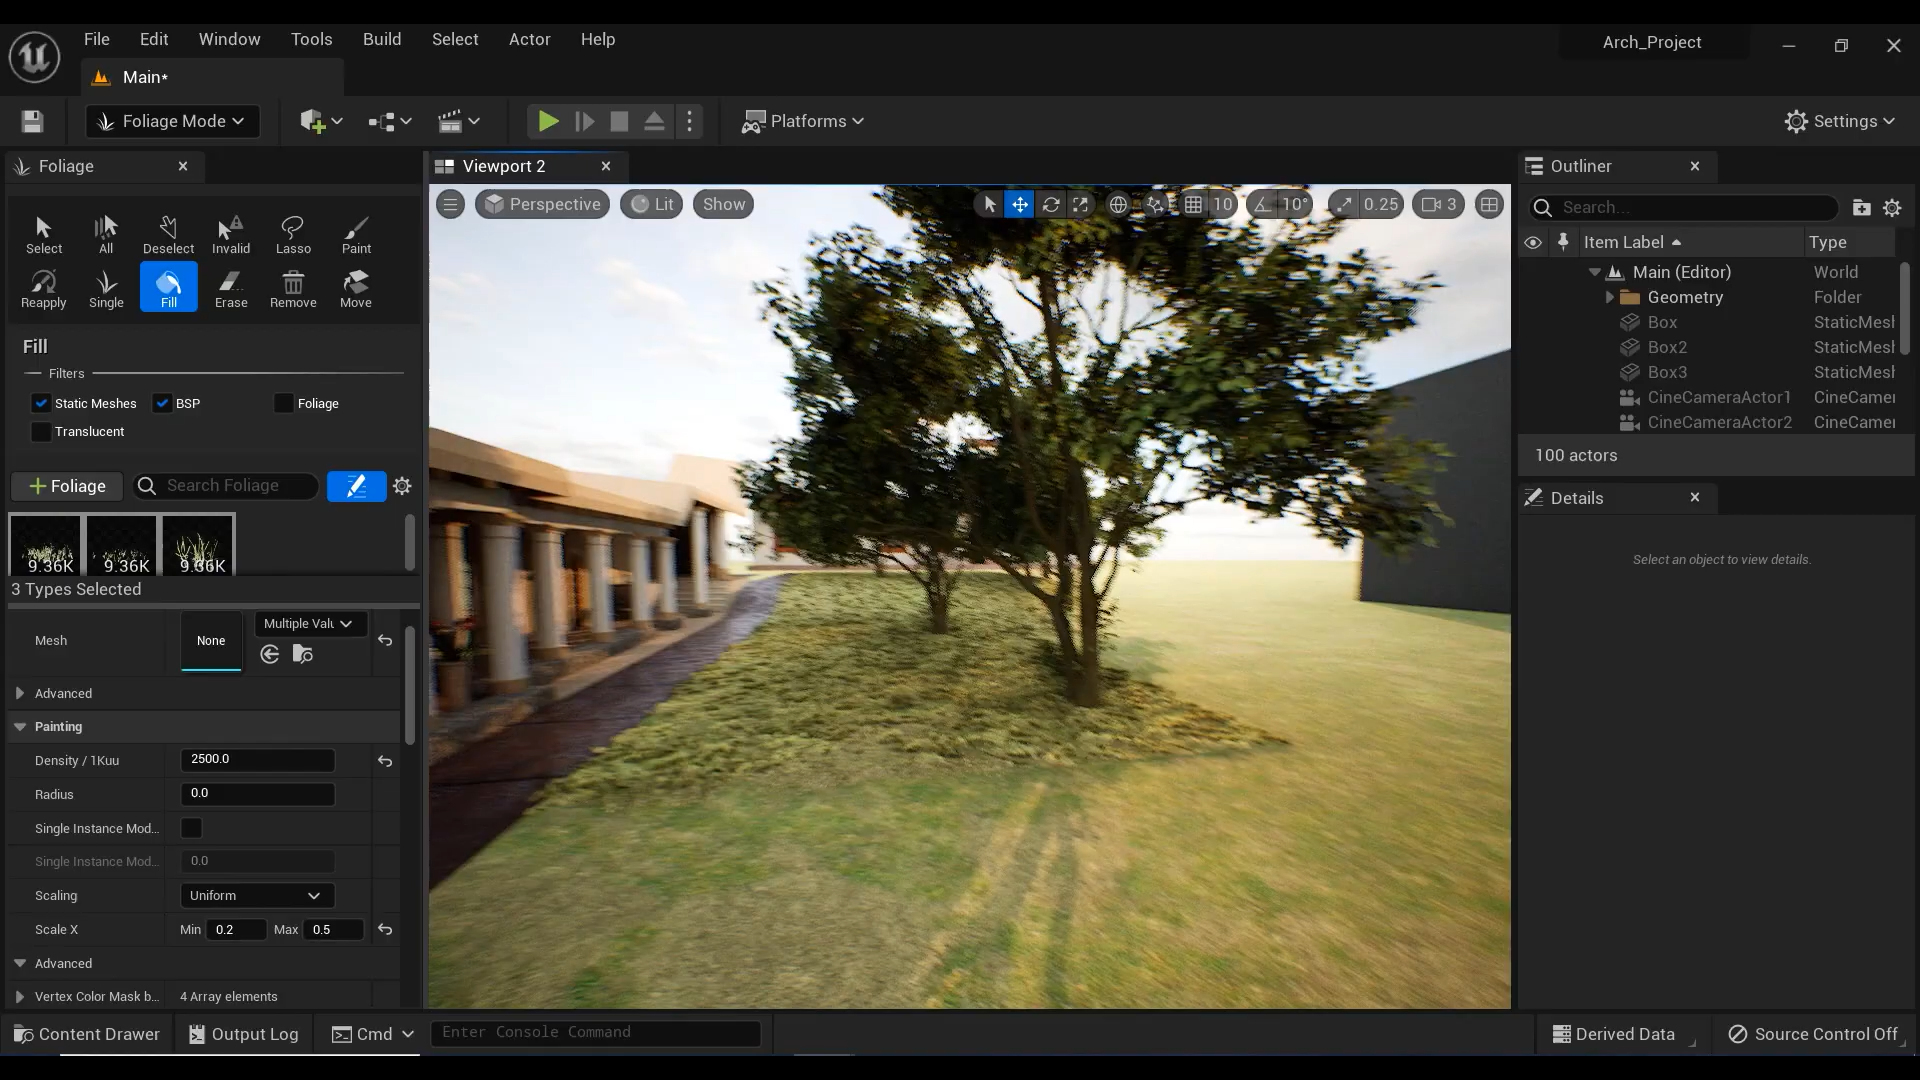 File Edit Window Tools Build Select Actor Help
Arch_Project
Main*
Foliage Mode
Platforms
Settings
Foliage
Viewport 2
Outliner
Perspective Lit Show
10 10° 0.25 3
Search...
Select All Deselect Invalid Lasso Paint
Item Label Type
Main (Editor) World
Reapply Single Fill Erase Remove Move
Geometry Folder
Box StaticMesh
Fill
Box2 StaticMesh
Filters
Box3 StaticMesh
Static Meshes BSP Foliage
CineCameraActor1 CineCamer
Translucent
CineCameraActor2 CineCamer
100 actors
Foliage Search Foliage
Details
9.36K 9.36K 9.36K
Select an object to view details.
3 Types Selected
Mesh None Multiple Valu
Advanced
Painting
Density / 1Kuu 2500.0
Radius 0.0
Single Instance Mod...
Single Instance Mod... 0.0
Scaling Uniform
Scale X Min 0.2 Max 0.5
Advanced
Vertex Color Mask b... 4 Array elements
Content Drawer Output Log Cmd Enter Console Command
Derived Data Source Control Off